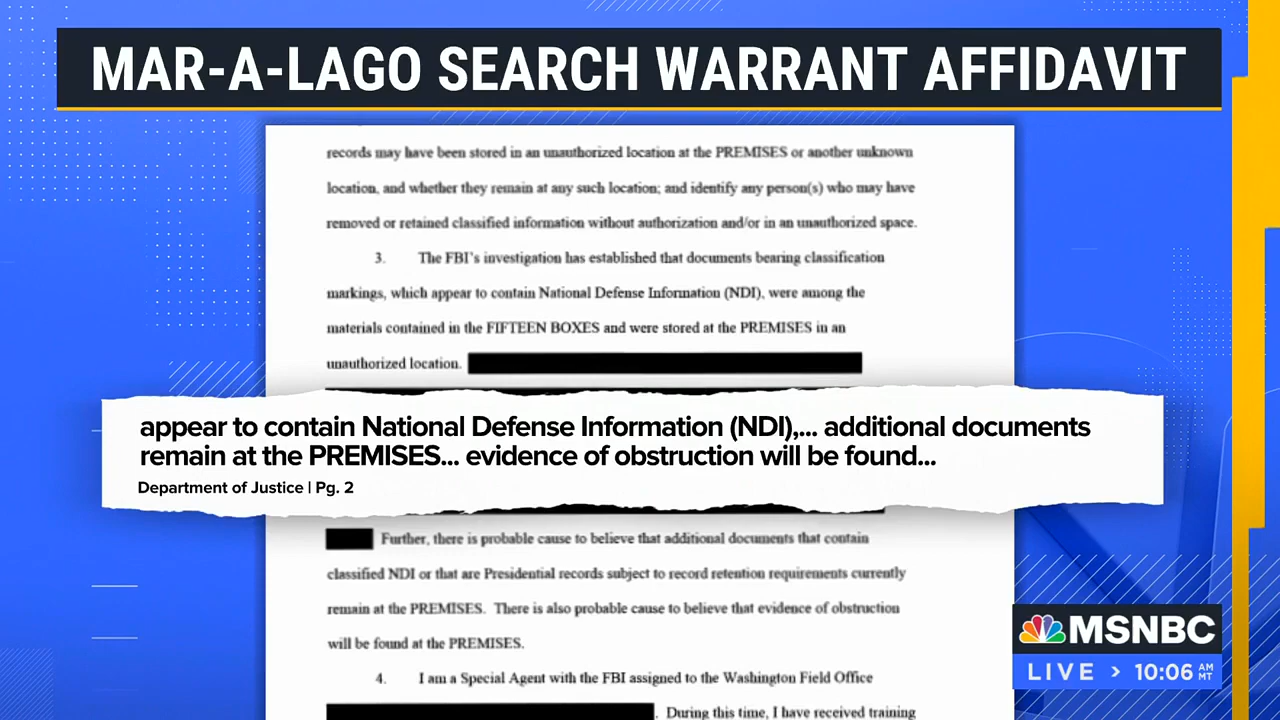 MAR-A-LAGO SEARCH WARRANT AFFIDAVIT
records may have been stored in an unauthorized location at the PREMISES or another unknown
location, and whether they remain at any such location; and identify any person(s) who may have
removed or retained classified information without authorization and/or in an unauthorized space.
3. The FBI's investigation has established that documents bearing classification
markings, which appear to contain National Defense Information (NDI), were among the
materials contained in the FIFTEEN BOXES and were stored at the PREMISES in an
unauthorized location.
appear to contain National Defense Information (NDI),... additional documents
remain at the PREMISES... evidence of obstruction will be found...
Department of Justice | Pg. 2
Further, there is probable cause to believe that additional documents that contain
classified NDI or that are Presidential records subject to record retention requirements currently
remain at the PREMISES. There is also probable cause to believe that evidence of obstruction
will be found at the PREMISES.
4. I am a Special Agent with the FBI assigned to the Washington Field Office
. During this time, I have received training
MSNBC
LIVE > 10:06 AM MT